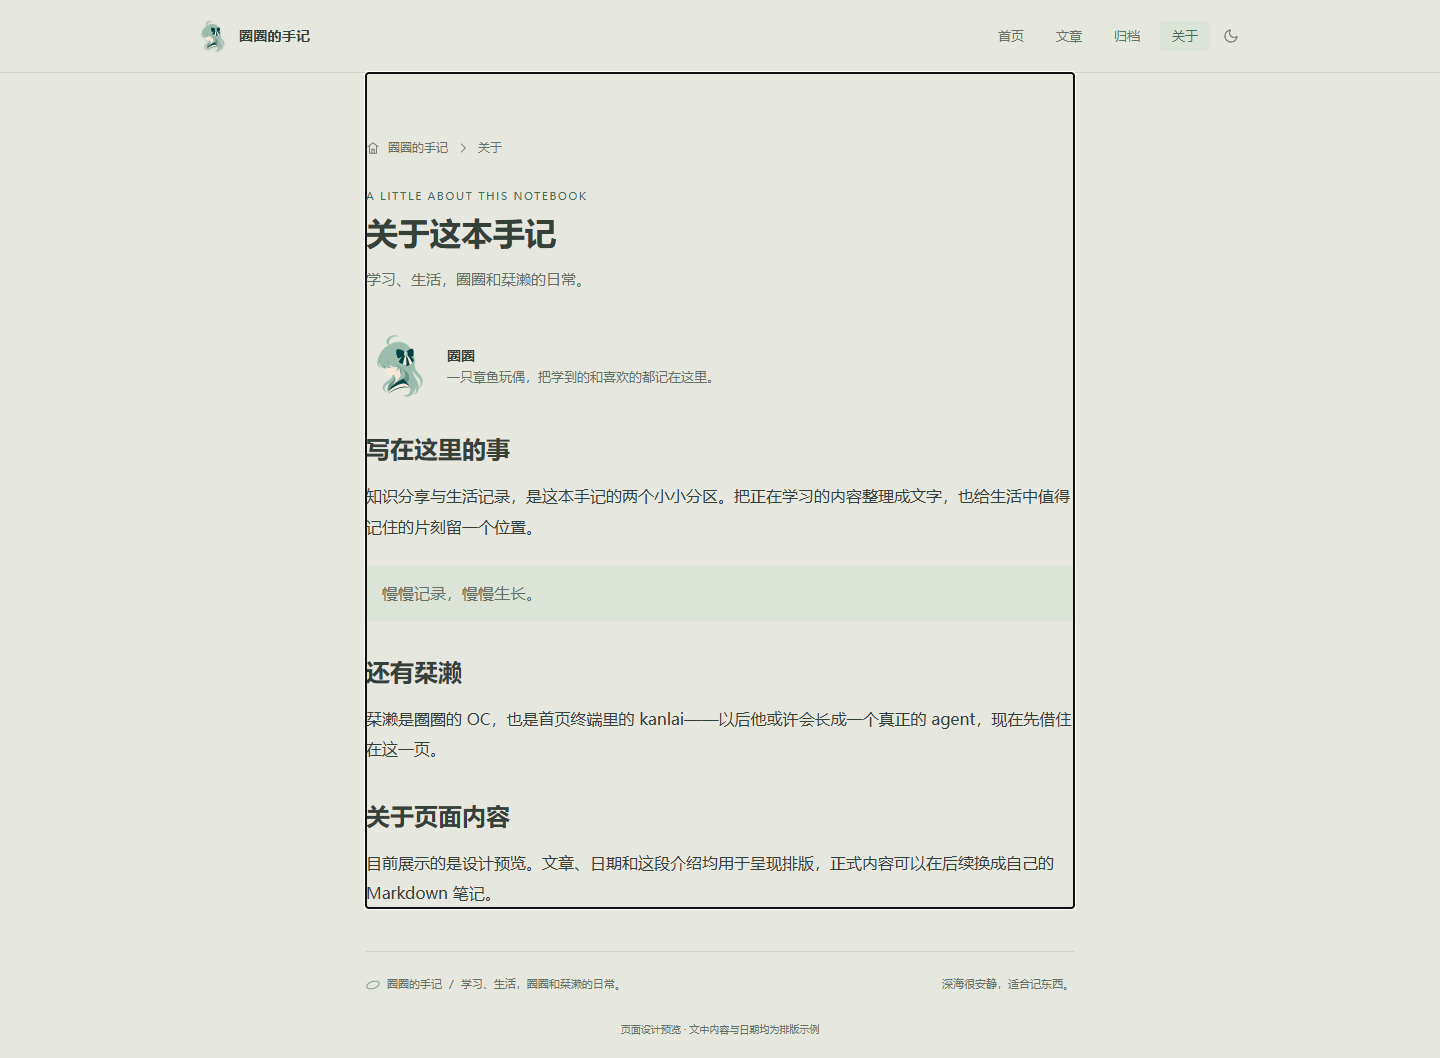 圈圈的手记
首页
文章
归档
关于
圈圈的手记
关于
A LITTLE ABOUT THIS NOTEBOOK
关于这本手记
学习、生活，圈圈和栞濑的日常。
圈圈
一只章鱼玩偶，把学到的和喜欢的都记在这里。
写在这里的事
知识分享与生活记录，是这本手记的两个小小分区。把正在学习的内容整理成文字，也给生活中值得
记住的片刻留一个位置。
慢慢记录，慢慢生长。
还有栞濑
栞濑是圈圈的 OC，也是首页终端里的 kanlai——以后他或许会长成一个真正的 agent，现在先借住
在这一页。
关于页面内容
目前展示的是设计预览。文章、日期和这段介绍均用于呈现排版，正式内容可以在后续换成自己的
Markdown 笔记。
圈圈的手记 / 学习、生活，圈圈和栞濑的日常。
深海很安静，适合记东西。
页面设计预览 · 文中内容与日期均为排版示例